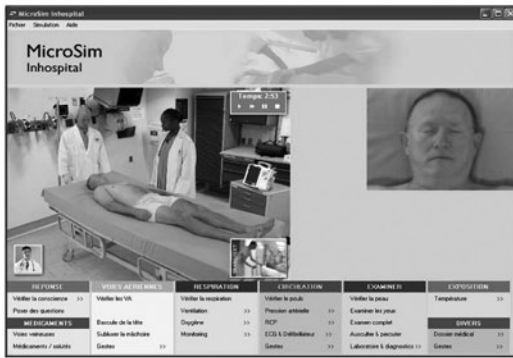 MicroSim Inhospital
Fichier Simulation Aide
MicroSim
Inhospital
Temps: 2:53
REPONSE
Vérifier la conscience >>
Poser des questions
MEDICAMENTS
Voies veineuses
Médicaments / solutés >>
VOIES AERIENNES
Vérifier les VA
Bascule de la tête
Subluxer la mâchoire
Gestes >>
RESPIRATION
Vérifier la respiration
Ventilation >>
Oxygène >>
Monitoring >>
CIRCULATION
Vérifier le pouls
Pression artérielle >>
RCP >>
ECG & Défibrillateur >>
Gestes >>
EXAMINER
Vérifier la peau
Examiner les yeux
Examen complet
Ausculter & percuter
Laboratoire & diagnostics >>
EXPOSITION
Température >>
DIVERS
Dossier médical >>
Gestes >>